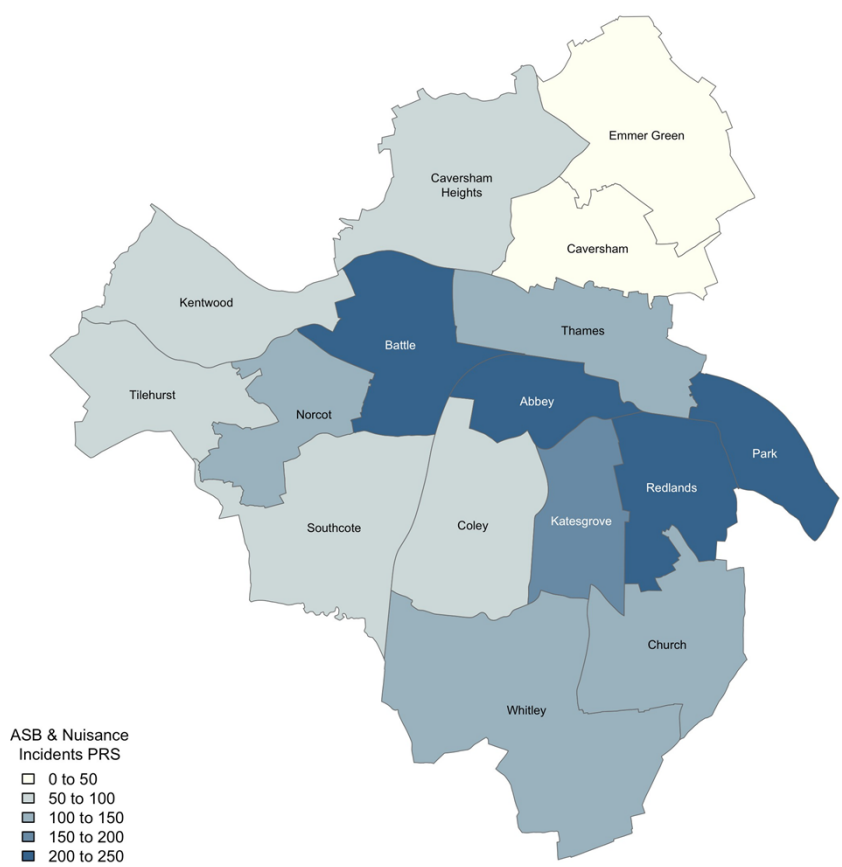 Emmer Green
Caversham
Heights
Caversham
Kentwood
Thames
Battle
Tilehurst
Abbey
Norcot
Park
Redlands
Katesgrove
Coley
Southcote
Church
Whitley
ASB & Nuisance
Incidents PRS
0 to 50
50 to 100
100 to 150
150 to 200
200 to 250